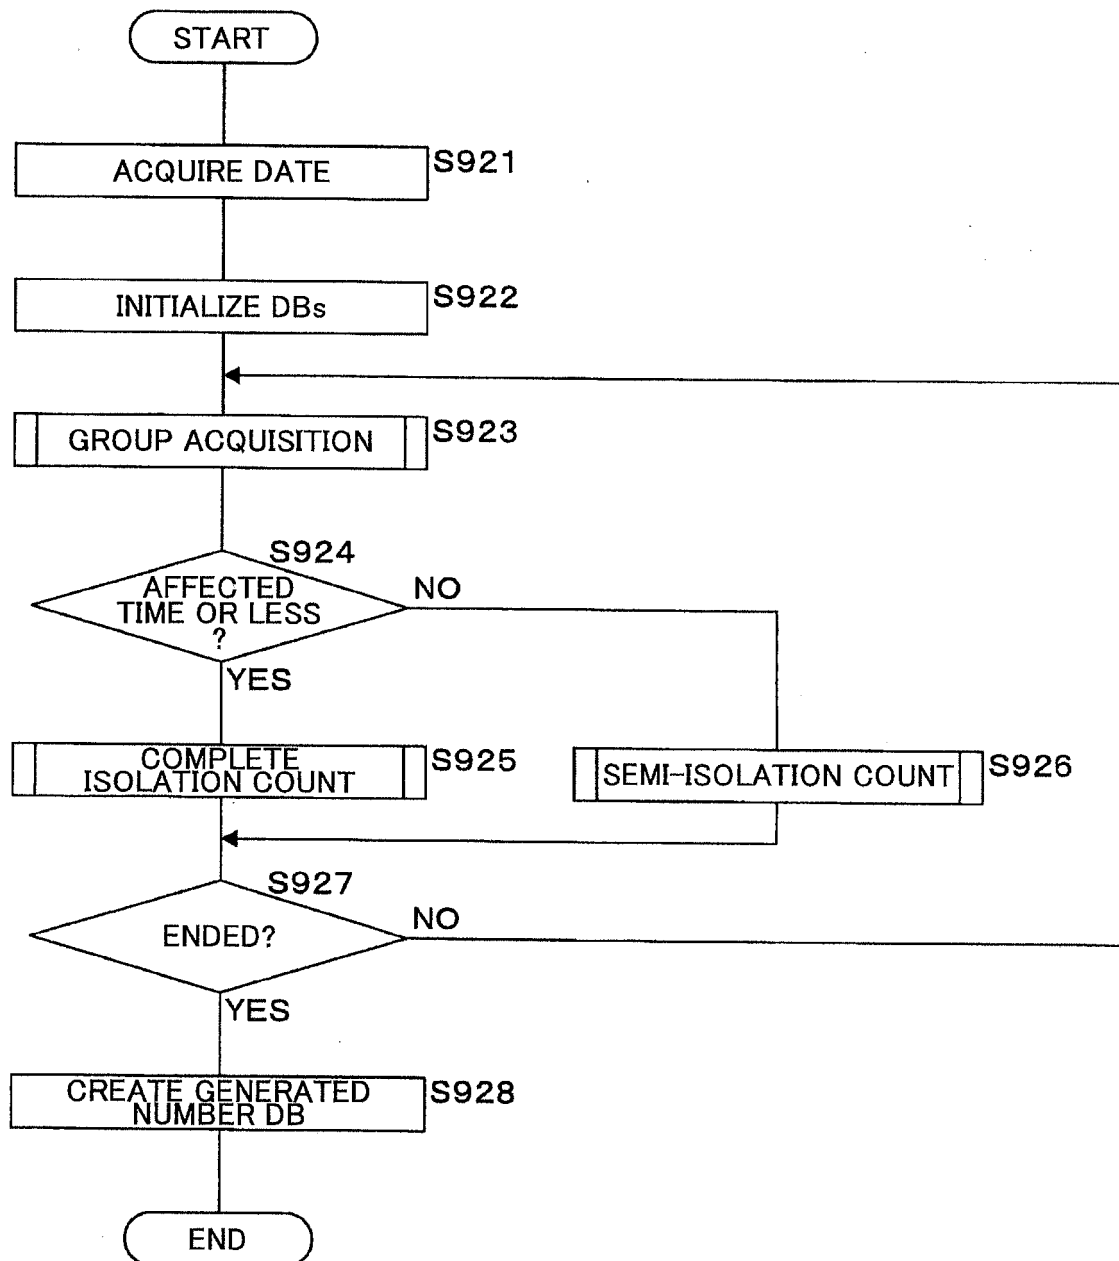 START
ACQUIRE DATE
S921
INITIALIZE DBs
S922
GROUP ACQUISITION
S923
S924
AFFECTED
TIME OR LESS
?
NO
YES
COMPLETE
ISOLATION COUNT
S925
SEMI-ISOLATION COUNT
S926
S927
ENDED?
NO
YES
CREATE GENERATED
NUMBER DB
S928
END